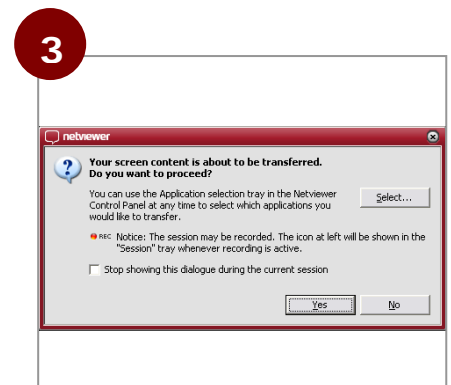 3
netviewer
Your screen content is about to be transferred.
Do you want to proceed?
You can use the Application selection tray in the Netviewer
Control Panel at any time to select which applications you
would like to transfer.
Select...
REC Notice: The session may be recorded. The icon at left will be shown in the
"Session" tray whenever recording is active.
Stop showing this dialogue during the current session
Yes No